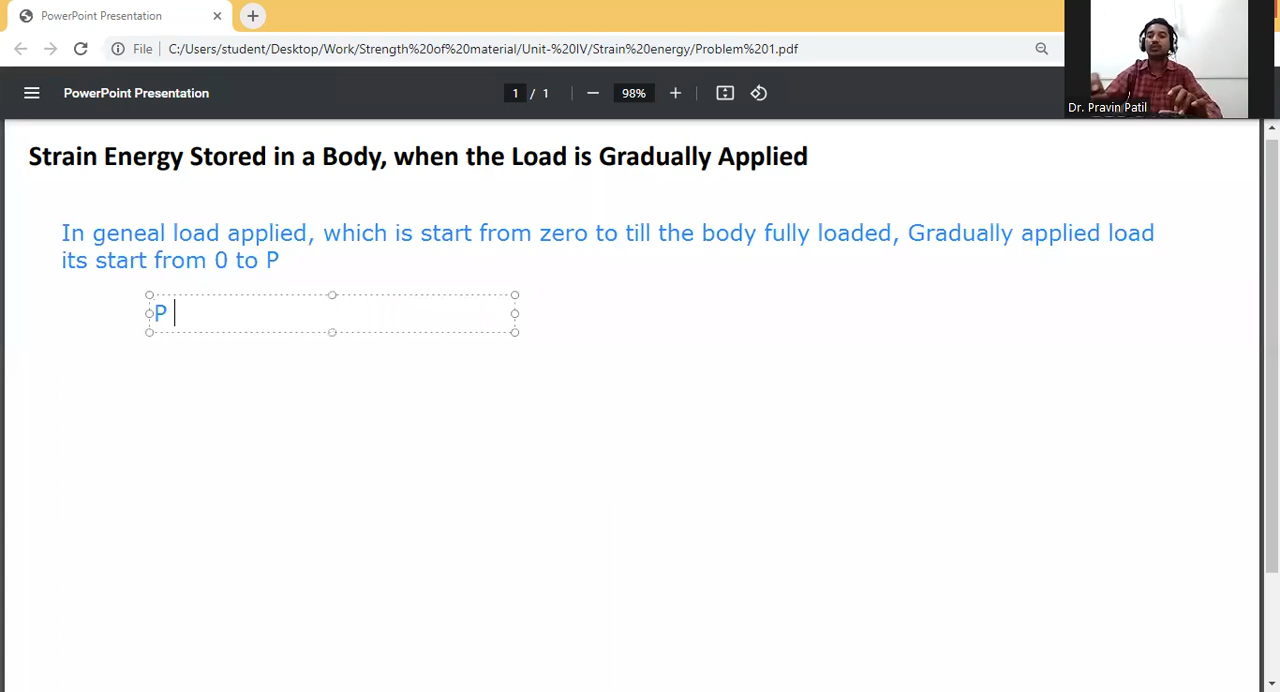 PowerPoint Presentation
File
C:/Users/student/Desktop/Work/Strength%20of%20material/Unit-%20IV/Strain%20energy/Problem%201.pdf
PowerPoint Presentation
1 / 1
98%
Dr. Pravin Patil
Strain Energy Stored in a Body, when the Load is Gradually Applied
In geneal load applied, which is start from zero to till the body fully loaded, Gradually applied load
its start from 0 to P
P